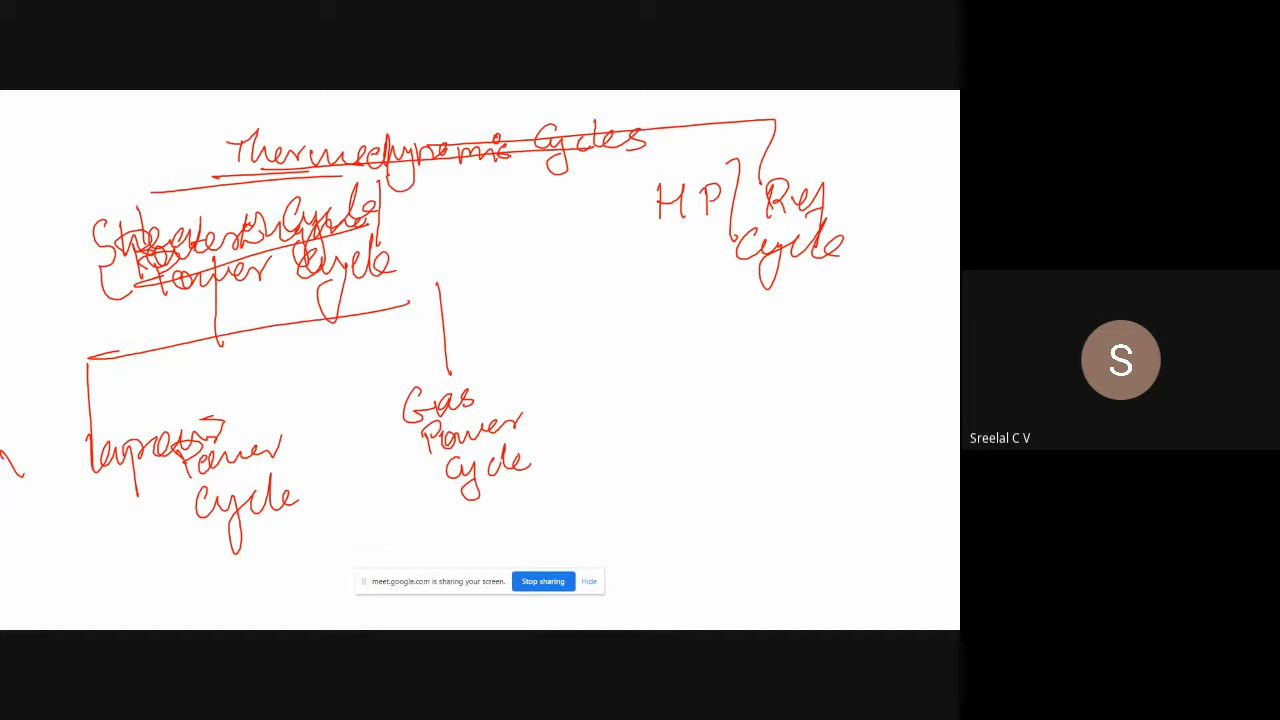 Thermodynamic Cycles
HP / Ref
Cycle
Power Cycle
Gas
Power
Cycle
Vapour
Power
Cycle
meet.google.com is sharing your screen.
Stop sharing
Hide
S
Sreelal C V